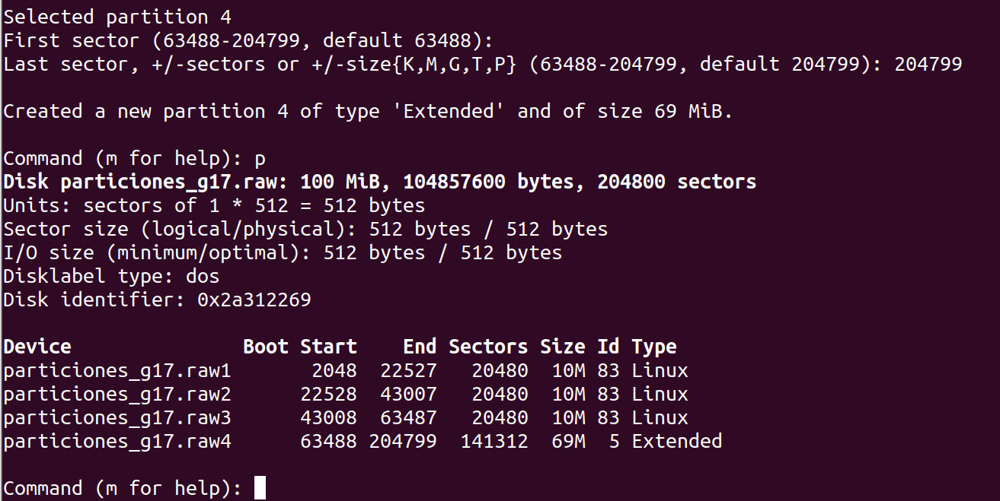 Selected partition 4
First sector (63488-204799, default 63488):
Last sector, +/-sectors or +/-size{K,M,G,T,P} (63488-204799, default 204799): 204799
Created a new partition 4 of type 'Extended' and of size 69 MiB.
Command (m for help): p
Disk particiones_g17.raw: 100 MiB, 104857600 bytes, 204800 sectors
Units: sectors of 1 * 512 = 512 bytes
Sector size (logical/physical): 512 bytes / 512 bytes
I/O size (minimum/optimal): 512 bytes / 512 bytes
Disklabel type: dos
Disk identifier: 0x2a312269
Device               Boot Start    End Sectors Size Id Type
particiones_g17.raw1       2048  22527   20480  10M 83 Linux
particiones_g17.raw2      22528  43007   20480  10M 83 Linux
particiones_g17.raw3      43008  63487   20480  10M 83 Linux
particiones_g17.raw4      63488 204799  141312  69M  5 Extended
Command (m for help):